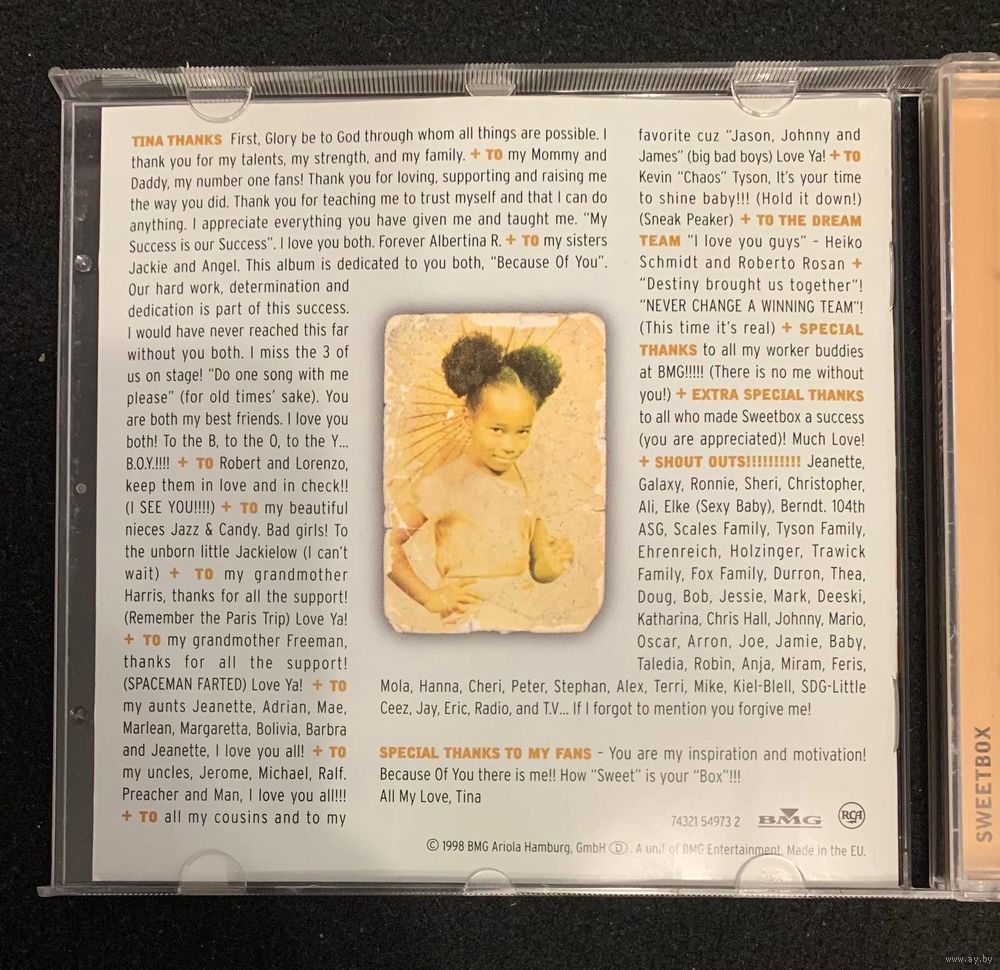 TINA THANKS First, Glory be to God through whom all things are possible. I
thank you for my talents, my strength, and my family. + TO my Mommy and
Daddy, my number one fans! Thank you for loving, supporting and raising me
the way you did. Thank you for teaching me to trust myself and that I can do
anything. I appreciate everything you have given me and taught me. "My
Success is our Success". I love you both. Forever Albertina R. + TO my sisters
Jackie and Angel. This album is dedicated to you both, "Because Of You".
Our hard work, determination and
dedication is part of this success.
I would have never reached this far
without you both. I miss the 3 of
us on stage! "Do one song with me
please" (for old times' sake). You
are both my best friends. I love you
both! To the B, to the O, to the Y...
B.O.Y.!!!! + TO Robert and Lorenzo,
keep them in love and in check!!
(I SEE YOU!!!!) + TO my beautiful
nieces Jazz & Candy. Bad girls! To
the unborn little Jackielow (I can't
wait) + TO my grandmother
Harris, thanks for all the support!
(Remember the Paris Trip) Love Ya!
+ TO my grandmother Freeman,
thanks for all the support!
(SPACEMAN FARTED) Love Ya! + TO
my aunts Jeanette, Adrian, Mae,
Marlean, Margaretta, Bolivia, Barbra
and Jeanette, I love you all! + TO
my uncles, Jerome, Michael, Ralf.
Preacher and Man, I love you all!!!
+ TO all my cousins and to my
favorite cuz "Jason, Johnny and
James" (big bad boys) Love Ya! + TO
Kevin "Chaos" Tyson, It's your time
to shine baby!!! (Hold it down!)
(Sneak Peaker) + TO THE DREAM
TEAM "I love you guys" - Heiko
Schmidt and Roberto Rosan +
"Destiny brought us together"!
"NEVER CHANGE A WINNING TEAM"!
(This time it's real) + SPECIAL
THANKS to all my worker buddies
at BMG!!!!! (There is no me without
you!) + EXTRA SPECIAL THANKS
to all who made Sweetbox a success
(you are appreciated)! Much Love!
+ SHOUT OUTS!!!!!!!!!! Jeanette,
Galaxy, Ronnie, Sheri, Christopher,
Ali, Elke (Sexy Baby), Berndt. 104th
ASG, Scales Family, Tyson Family,
Ehrenreich, Holzinger, Trawick
Family, Fox Family, Durron, Thea,
Doug, Bob, Jessie, Mark, Deeski,
Katharina, Chris Hall, Johnny, Mario,
Oscar, Arron, Joe, Jamie, Baby,
Taledia, Robin, Anja, Miram, Feris,
Mola, Hanna, Cheri, Peter, Stephan, Alex, Terri, Mike, Kiel-Blell, SDG-Little
Ceez, Jay, Eric, Radio, and T.V... If I forgot to mention you forgive me!
SPECIAL THANKS TO MY FANS - You are my inspiration and motivation!
Because Of You there is me!! How "Sweet" is your "Box"!!!
All My Love, Tina
74321 54973 2 BMG RCA
© 1998 BMG Ariola Hamburg, GmbH D. A unit of BMG Entertainment. Made in the EU.
SWEETBOX
www.ay.by